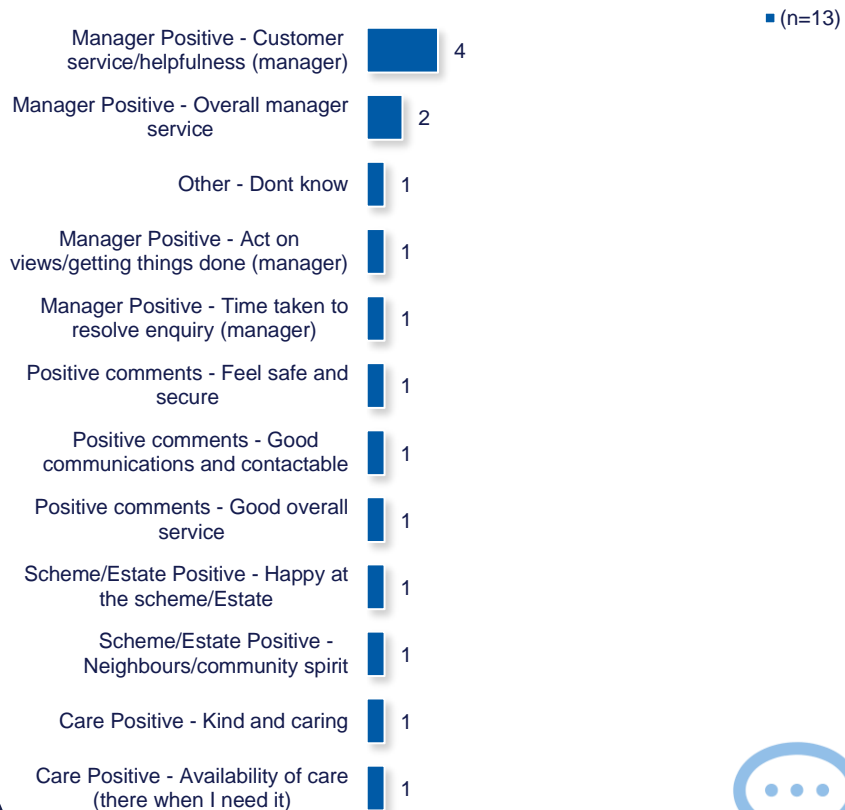 (n=13)
Manager Positive - Customer
service/helpfulness (manager)
4
Manager Positive - Overall manager
service
2
Other - Dont know
1
Manager Positive - Act on
views/getting things done (manager)
1
Manager Positive - Time taken to
resolve enquiry (manager)
1
Positive comments - Feel safe and
secure
1
Positive comments - Good
communications and contactable
1
Positive comments - Good overall
service
1
Scheme/Estate Positive - Happy at
the scheme/Estate
1
Scheme/Estate Positive -
Neighbours/community spirit
1
Care Positive - Kind and caring
1
Care Positive - Availability of care
(there when I need it)
1